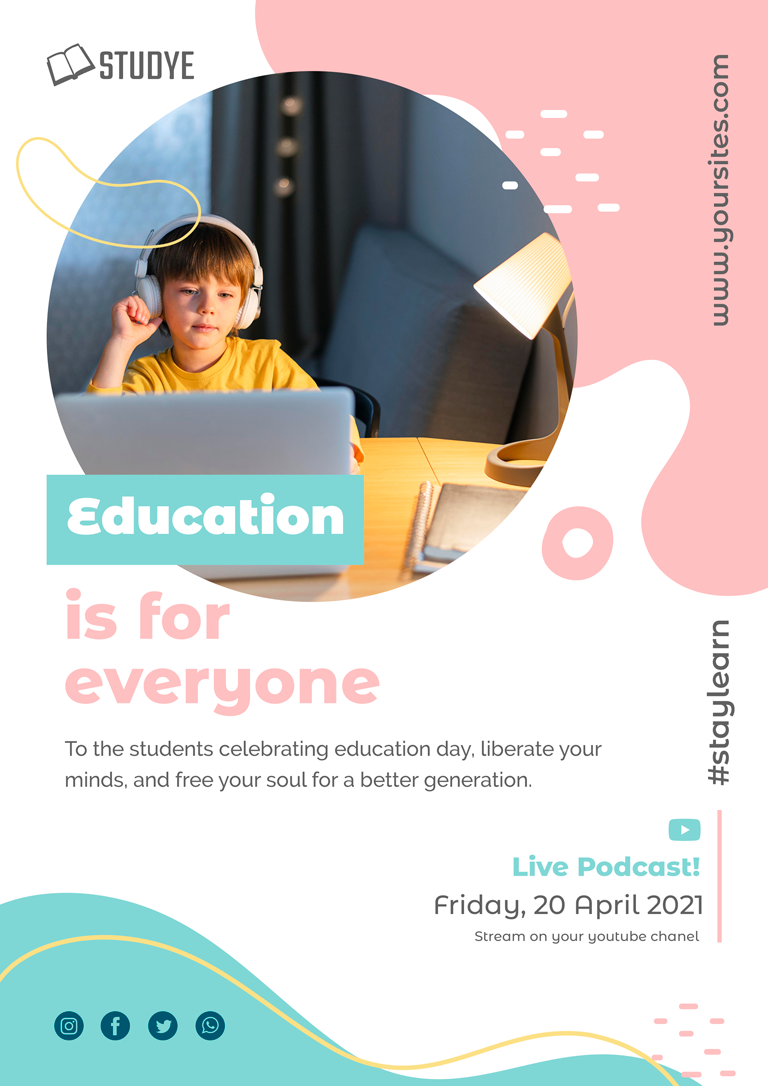 STUDYE
www.yoursites.com
Education
is for
everyone
To the students celebrating education day, liberate your
minds, and free your soul for a better generation.
#staylearn
Live Podcast!
Friday, 20 April 2021
Stream on your youtube chanel